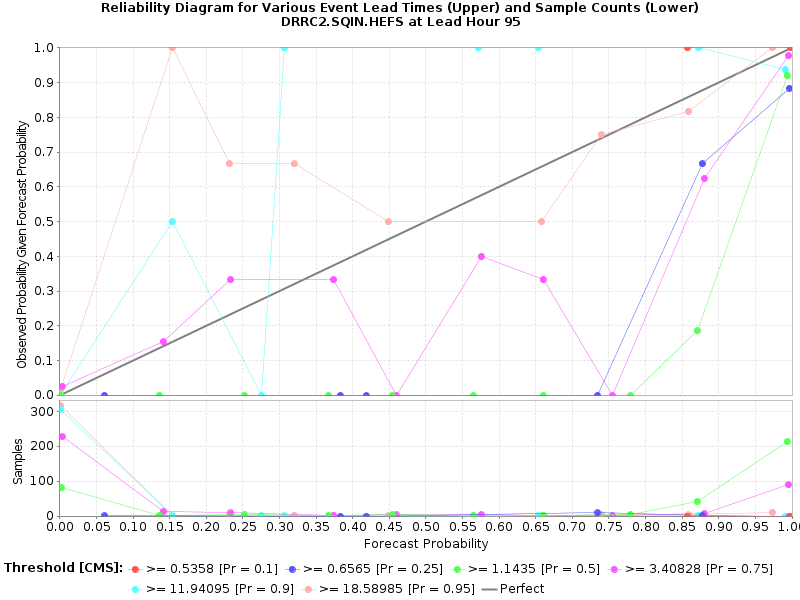 Reliability Diagram for Various Event Lead Times (Upper) and Sample Counts (Lower)
DRRC2.SQIN.HEFS at Lead Hour 95
Observed Probability Given Forecast Probability
1.0
0.9
0.8
0.7
0.6
0.5
0.4
0.3
0.2
0.1
0.0
Samples
300
200
100
0
0.00 0.05 0.10 0.15 0.20 0.25 0.30 0.35 0.40 0.45 0.50 0.55 0.60 0.65 0.70 0.75 0.80 0.85 0.90 0.95 1.00
Forecast Probability
Threshold [CMS]: >= 0.5358 [Pr = 0.1] >= 0.6565 [Pr = 0.25] >= 1.1435 [Pr = 0.5] >= 3.40828 [Pr = 0.75]
>= 11.94095 [Pr = 0.9] >= 18.58985 [Pr = 0.95] Perfect